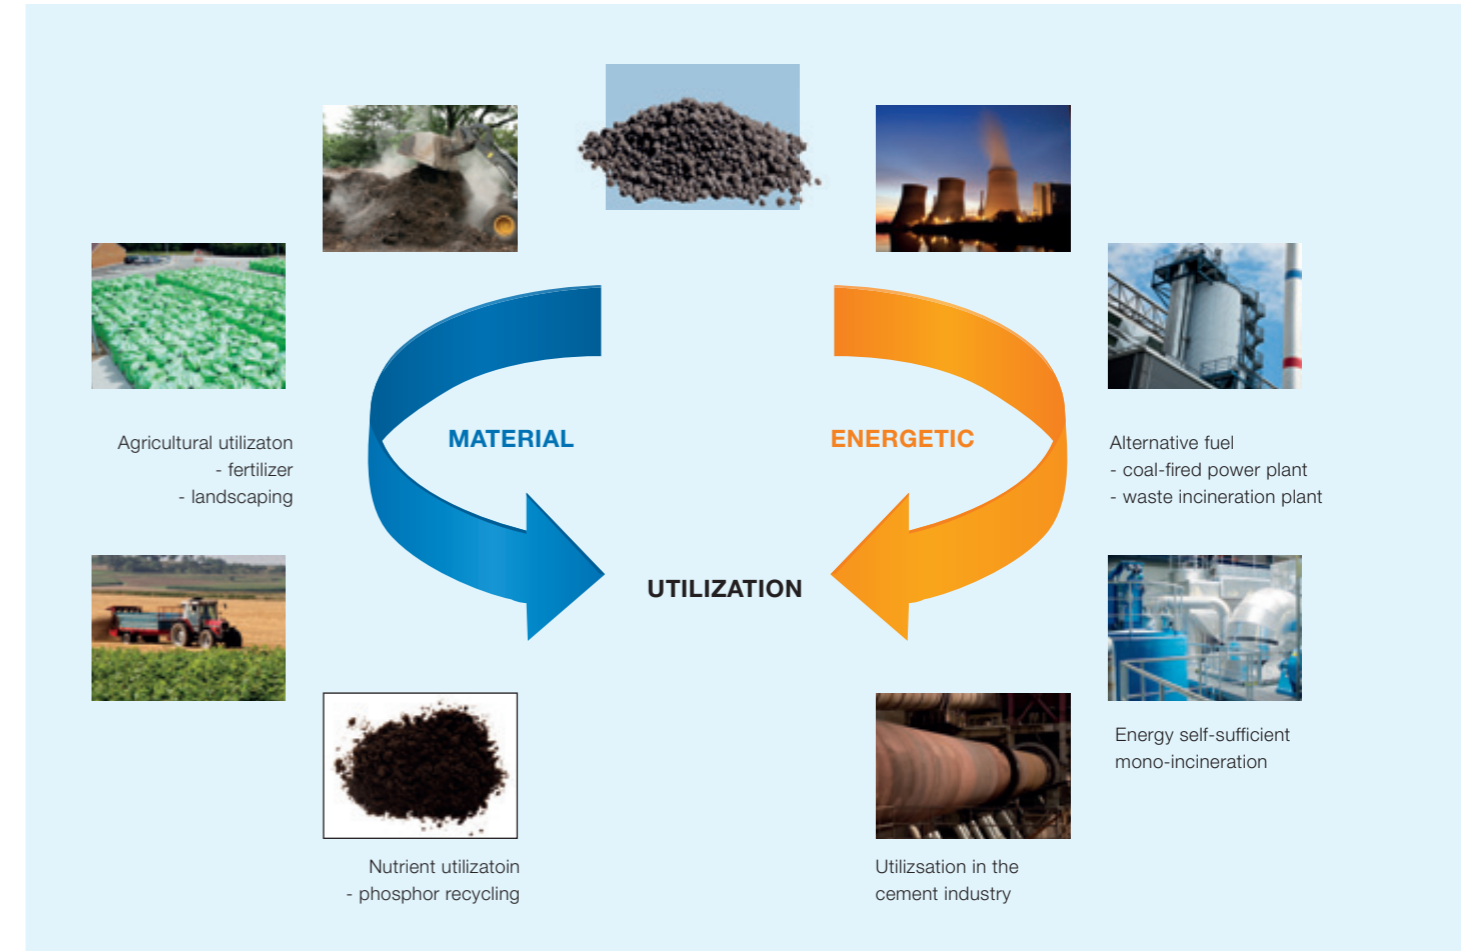 MATERIAL
ENERGETIC
Agricultural utilizaton
- fertilizer
- landscaping
Alternative fuel
- coal-fired power plant
- waste incineration plant
UTILIZATION
Energy self-sufficient
mono-incineration
Nutrient utilizatoin
- phosphor recycling
Utilizsation in the
cement industry